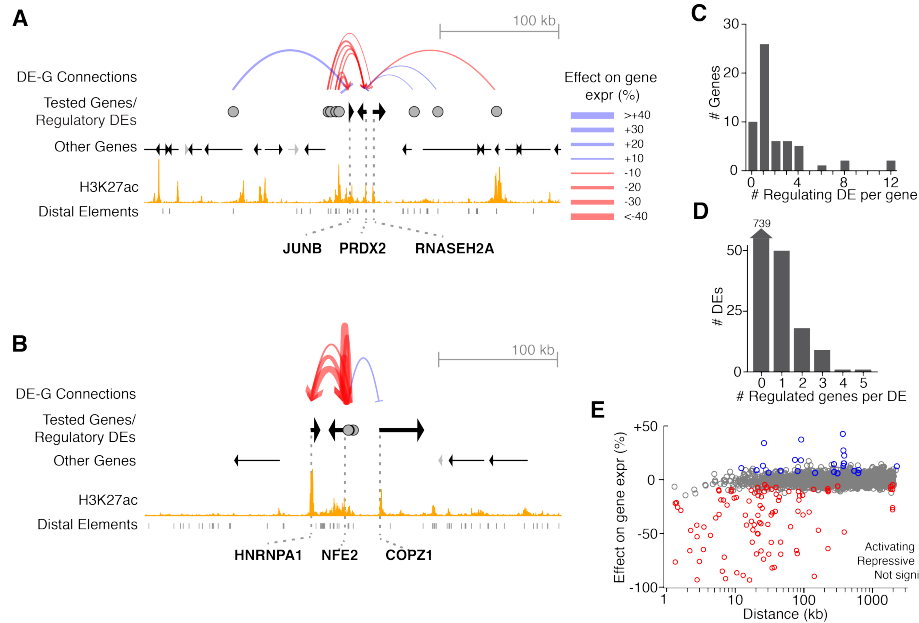 A
100 kb
DE-G Connections
Tested Genes/
Regulatory DEs
Other Genes
H3K27ac
Distal Elements
JUNB PRDX2 RNASEH2A
Effect on gene
expr (%)
>+40
+30
+20
+10
-10
-20
-30
<-40
B
100 kb
DE-G Connections
Tested Genes/
Regulatory DEs
Other Genes
H3K27ac
Distal Elements
HNRNPA1 NFE2 COPZ1
C
# Genes
30
20
10
0
0 4 8 12
# Regulating DE per gene
D
739
# DEs
50
0
0 1 2 3 4 5
# Regulated genes per DE
E
Effect on gene expr (%)
+50
0
-50
-100
Activating
Repressive
Not signi
1 10 100 1000
Distance (kb)